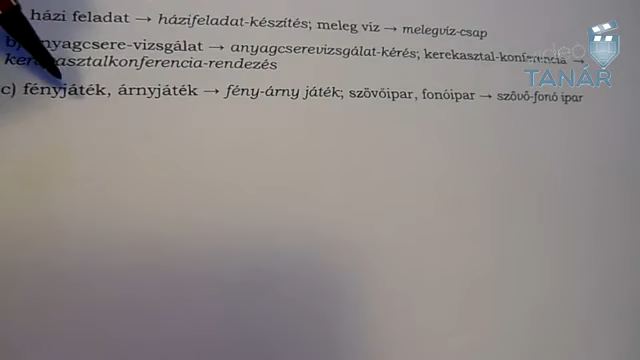 házi feladat → házifeladat-készítés; meleg víz → melegvíz-csap
b) anyagcsere-vizsgálat → anyagcserevizsgálat-kérés; kerekasztal-konferencia →
kerekasztalkonferencia-rendezés
c) fényjáték, árnyjáték → fény-árny játék; szövőipar, fonóipar → szövő-fonó ipar
video
TANÁR